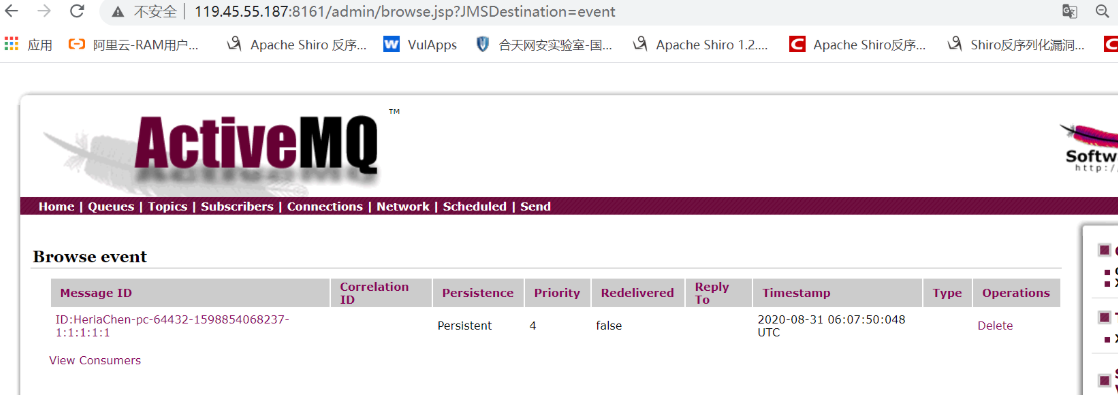 不安全 | 119.45.55.187:8161/admin/browse.jsp?JMSDestination=event
应用 阿里云-RAM用户... Apache Shiro 反序... VulApps 合天网安实验室-国... Apache Shiro 1.2.... Apache Shiro反序... Shiro反序列化漏洞...
ActiveMQ™
Softw
http:/
Home | Queues | Topics | Subscribers | Connections | Network | Scheduled | Send
Browse event
Message ID Correlation ID Persistence Priority Redelivered Reply To Timestamp Type Operations
ID:HeriaChen-pc-64432-1598854068237-
1:1:1:1:1 Persistent 4 false 2020-08-31 06:07:50:048
UTC Delete
View Consumers